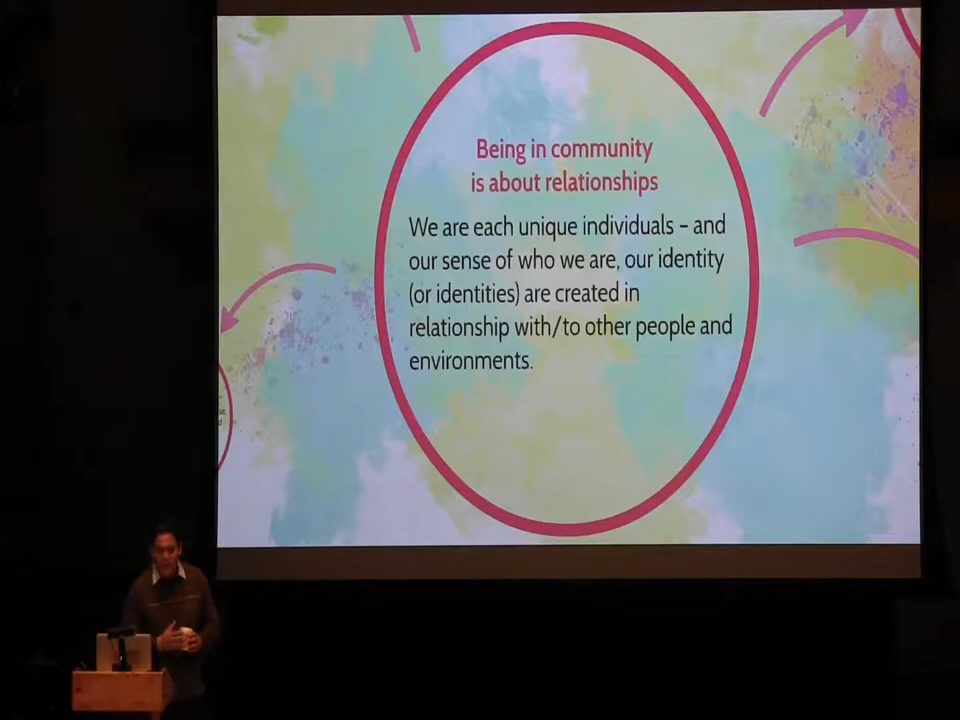 Being in community
is about relationships
We are each unique individuals – and
our sense of who we are, our identity
(or identities) are created in
relationship with/to other people and
environments.